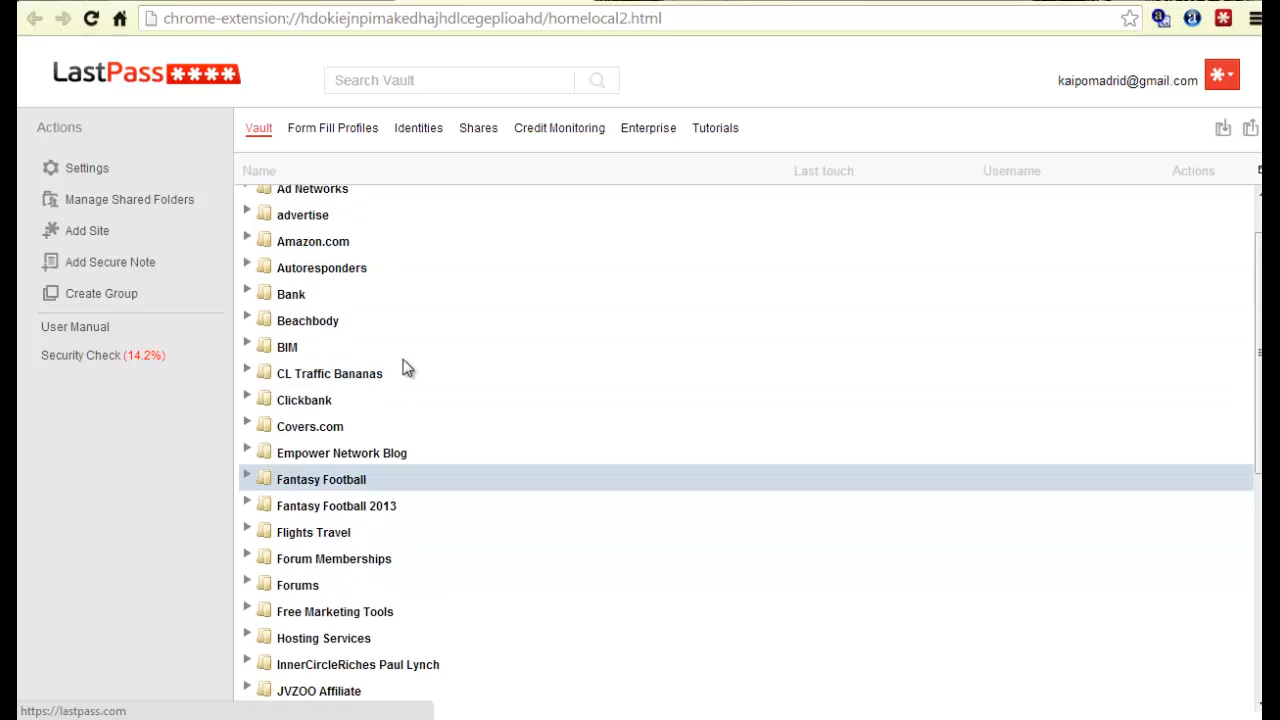 chrome-extension://hdokiejnpimakedhajhdlcegeplioahd/homelocal2.html
LastPass ****
Search Vault
kaipomadrid@gmail.com
Actions
Vault Form Fill Profiles Identities Shares Credit Monitoring Enterprise Tutorials
Settings
Manage Shared Folders
Add Site
Add Secure Note
Create Group
User Manual
Security Check (14.2%)
Name Last touch Username Actions
Ad Networks
advertise
Amazon.com
Autoresponders
Bank
Beachbody
BIM
CL Traffic Bananas
Clickbank
Covers.com
Empower Network Blog
Fantasy Football
Fantasy Football 2013
Flights Travel
Forum Memberships
Forums
Free Marketing Tools
Hosting Services
InnerCircleRiches Paul Lynch
JVZOO Affiliate
https://lastpass.com